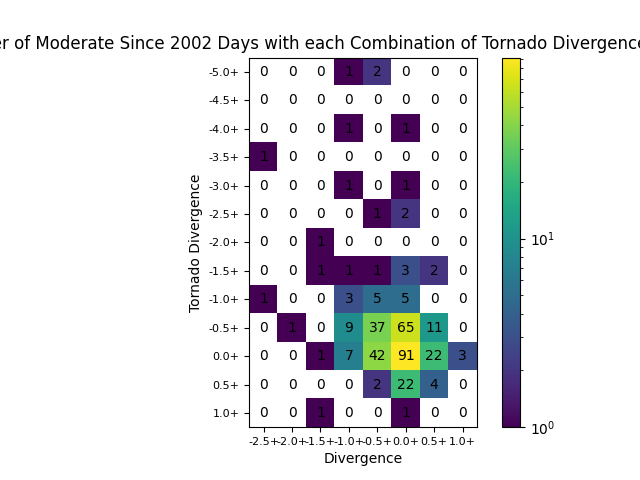 er of Moderate Since 2002 Days with each Combination of Tornado Divergence
Tornado Divergence
-5.0+ 0 0 0 1 2 0 0 0
-4.5+ 0 0 0 0 0 0 0 0
-4.0+ 0 0 0 1 0 1 0 0
-3.5+ 1 0 0 0 0 0 0 0
-3.0+ 0 0 0 1 0 1 0 0
-2.5+ 0 0 0 0 1 2 0 0
-2.0+ 0 0 1 0 0 0 0 0
-1.5+ 0 0 1 1 1 3 2 0
-1.0+ 1 0 0 3 5 5 0 0
-0.5+ 0 1 0 9 37 65 11 0
0.0+ 0 0 1 7 42 91 22 3
0.5+ 0 0 0 0 2 22 4 0
1.0+ 0 0 1 0 0 1 0 0
-2.5+ -2.0+ -1.5+ -1.0+ -0.5+ 0.0+ 0.5+ 1.0+
Divergence
10¹
10⁰